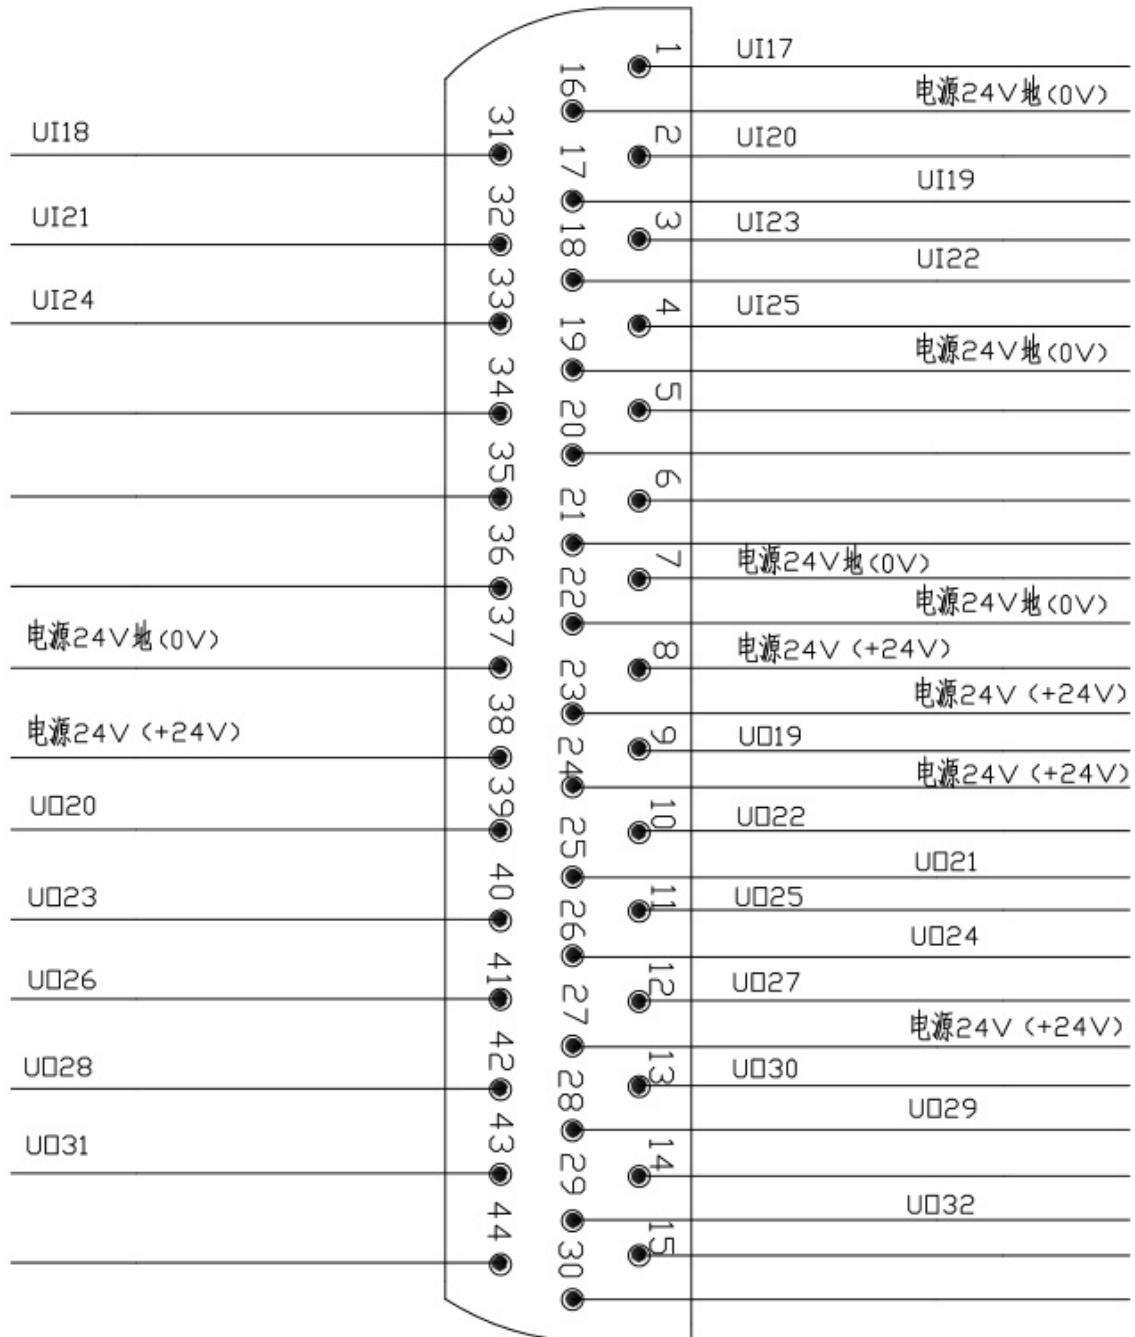 1 UI17
16 电源24V地(0V)
UI18 31
2 UI20
17 UI19
UI21 32
3 UI23
18 UI22
UI24 33
4 UI25
19 电源24V地(0V)
34
5
20
35
6
21
36
7 电源24V地(0V)
22 电源24V地(0V)
电源24V地(0V) 37
8 电源24V (+24V)
23 电源24V (+24V)
电源24V (+24V) 38
9 UO19
24 电源24V (+24V)
UO20 39
10 UO22
25 UO21
UO23 40
11 UO25
26 UO24
UO26 41
12 UO27
27 电源24V (+24V)
UO28 42
13 UO30
28 UO29
UO31 43
14
29 UO32
44
15
30